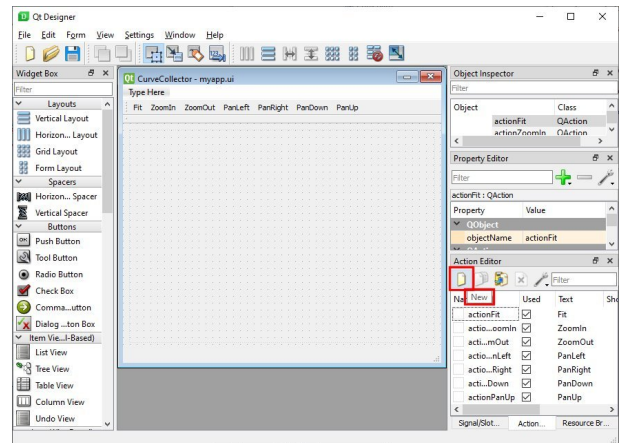 Qt Designer
File Edit Form View Settings Window Help
Widget Box
Filter
Layouts
Vertical Layout
Horizon... Layout
Grid Layout
Form Layout
Spacers
Horizon... Spacer
Vertical Spacer
Buttons
Push Button
Tool Button
Radio Button
Check Box
Comma...utton
Dialog ...ton Box
Item Vie...l-Based)
List View
Tree View
Table View
Column View
Undo View
CurveCollector - myapp.ui
Type Here
Fit ZoomIn ZoomOut PanLeft PanRight PanDown PanUp
Object Inspector
Filter
Object Class
actionFit QAction
actionZoomIn QAction
Property Editor
Filter
actionFit : QAction
Property Value
QObject
objectName actionFit
Action Editor
Filter
New
Na Used Text Sho
actionFit Fit
actio...oomIn ZoomIn
acti...mOut ZoomOut
acti...nLeft PanLeft
acti...Right PanRight
acti...Down PanDown
actionPanUp PanUp
Signal/Slot... Action... Resource Br...